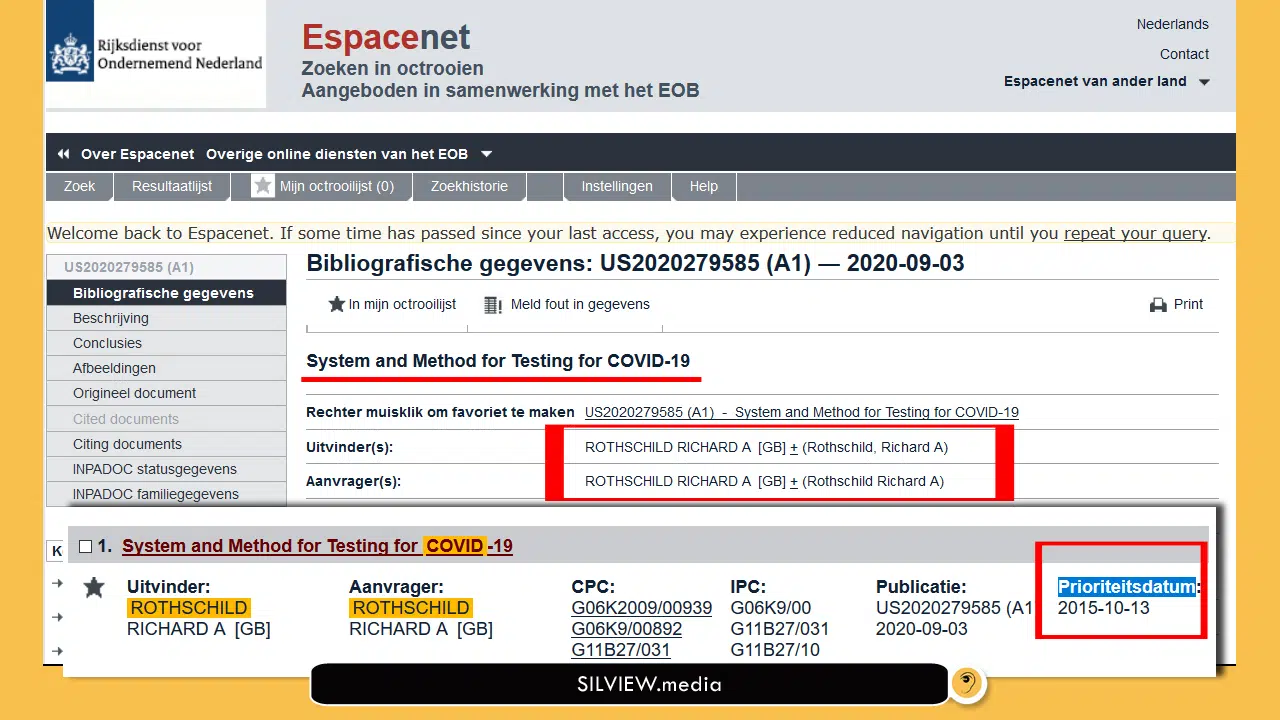 Rijksdienst voor
Ondernemend Nederland
Espacenet
Zoeken in octrooien
Aangeboden in samenwerking met het EOB
Nederlands
Contact
Espacenet van ander land
Over Espacenet Overige online diensten van het EOB
Zoek Resultaatlijst Mijn octrooilijst (0) Zoekhistorie Instellingen Help
Welcome back to Espacenet. If some time has passed since your last access, you may experience reduced navigation until you repeat your query.
US2020279585 (A1)
Bibliografische gegevens
Beschrijving
Conclusies
Afbeeldingen
Origineel document
Cited documents
Citing documents
INPADOC statusgegevens
INPADOC familiegegevens
Bibliografische gegevens: US2020279585 (A1) — 2020-09-03
In mijn octrooilijst Meld fout in gegevens Print
System and Method for Testing for COVID-19
Rechter muisklik om favoriet te maken US2020279585 (A1) - System and Method for Testing for COVID-19
Uitvinder(s): ROTHSCHILD RICHARD A [GB] + (Rothschild, Richard A)
Aanvrager(s): ROTHSCHILD RICHARD A [GB] + (Rothschild Richard A)
K
1. System and Method for Testing for COVID -19
Uitvinder: Aanvrager: CPC: IPC: Publicatie: Prioriteitsdatum:
ROTHSCHILD ROTHSCHILD G06K2009/00939 G06K9/00 US2020279585 (A1 2015-10-13
RICHARD A [GB] RICHARD A [GB] G06K9/00892 G11B27/031 2020-09-03
G11B27/031 G11B27/10
SILVIEW.media